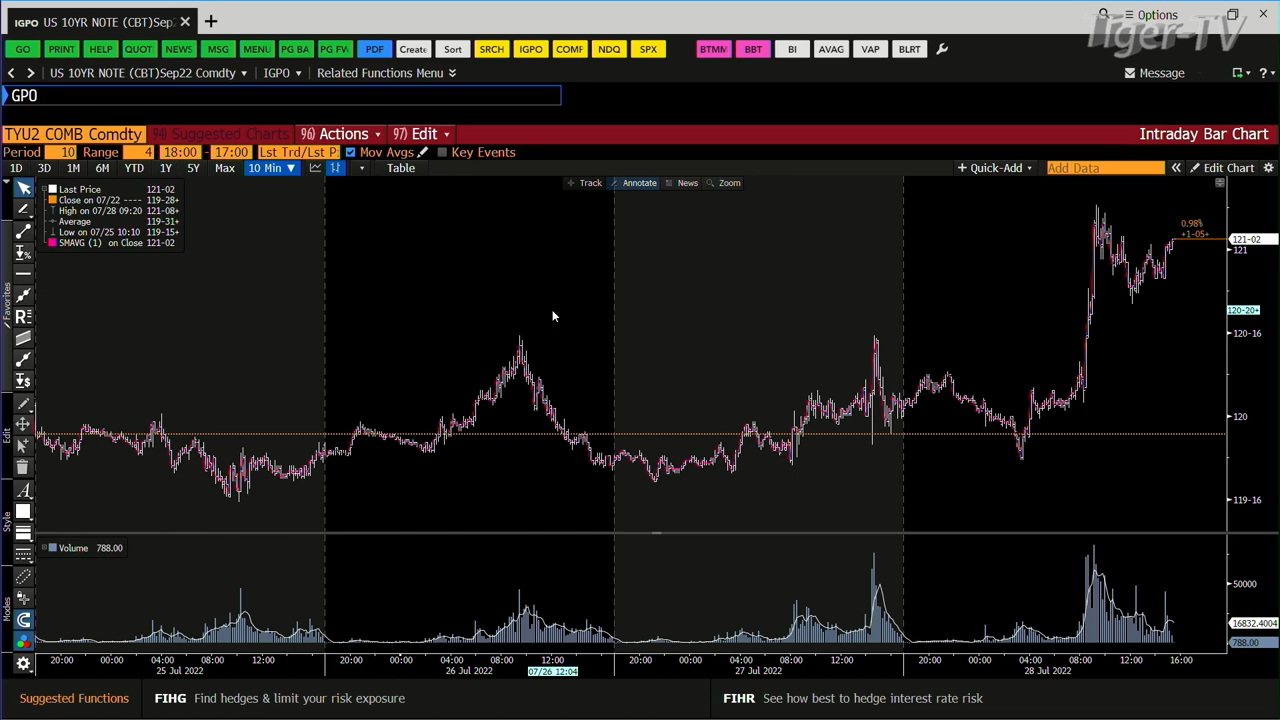 IGPO US 10YR NOTE (CBT)Sep2
Options
Tiger-TV
GO PRINT HELP QUOT NEWS MSG MENU PG BA PG FW PDF Create Sort SRCH IGPO COMF NDQ SPX BTMM BBT BI AVAG VAP BLRT
US 10YR NOTE (CBT)Sep22 Comdty IGPO Related Functions Menu Message ?
GPO
TYU2 COMB Comdty 94) Suggested Charts 96) Actions 97) Edit Intraday Bar Chart
Period 10 Range 4 18:00 - 17:00 Lst Trd/Lst P Mov Avgs Key Events
1D 3D 1M 6M YTD 1Y 5Y Max 10 Min Table + Quick-Add Add Data Edit Chart
Track Annotate News Zoom
Last Price 121-02
Close on 07/22 ---- 119-28+
High on 07/28 09:20 121-08+
Average 119-31+
Low on 07/25 10:10 119-15+
SMAVG (1) on Close 121-02
0.98%
+1-05+
121-02
121
120-20+
120-16
120
119-16
Favorites
Edit
Style
Modes
Volume 788.00
50000
16832.4004
788.00
20:00 00:00 04:00 08:00 12:00 20:00 00:00 04:00 08:00 12:00 20:00 00:00 04:00 08:00 12:00 20:00 00:00 04:00 08:00 12:00 16:00
25 Jul 2022 26 Jul 2022 07/26 12:04 27 Jul 2022 28 Jul 2022
Suggested Functions FIHG Find hedges & limit your risk exposure FIHR See how best to hedge interest rate risk